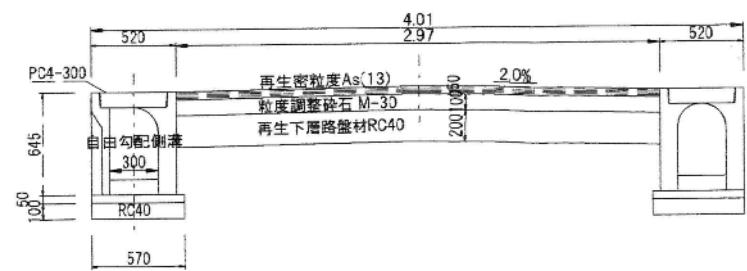 4.01
520
2.97
520
PC4-300
再生密粒度As(13)
50
2.0%
粒度調整砕石 M-30
100
再生下層路盤材RC40
200
645
自由勾配側溝
300
50
100
RC40
570